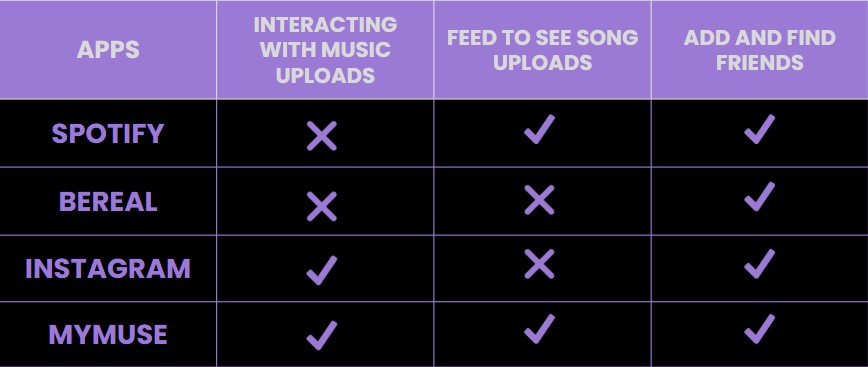 APPS
INTERACTING
WITH MUSIC
UPLOADS
FEED TO SEE SONG
UPLOADS
ADD AND FIND
FRIENDS
SPOTIFY
BEREAL
INSTAGRAM
MYMUSE